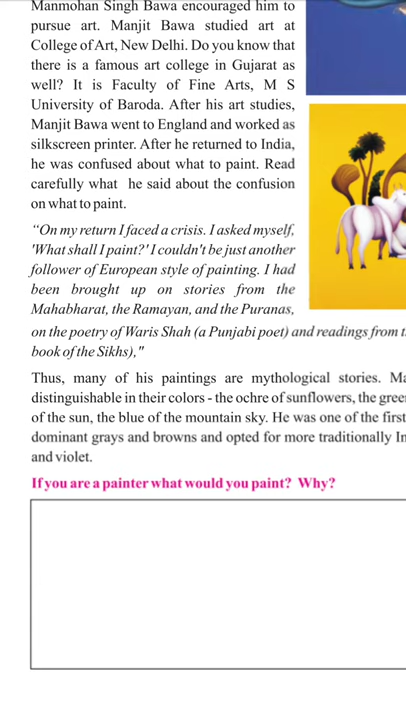 Manmohan Singh Bawa encouraged him to
pursue art. Manjit Bawa studied art at
College of Art, New Delhi. Do you know that
there is a famous art college in Gujarat as
well? It is Faculty of Fine Arts, M S
University of Baroda. After his art studies,
Manjit Bawa went to England and worked as
silkscreen printer. After he returned to India,
he was confused about what to paint. Read
carefully what he said about the confusion
on what to paint.
“On my return I faced a crisis. I asked myself,
'What shall I paint?' I couldn't be just another
follower of European style of painting. I had
been brought up on stories from the
Mahabharat, the Ramayan, and the Puranas,
on the poetry of Waris Shah (a Punjabi poet) and readings from
book of the Sikhs),"
Thus, many of his paintings are mythological stories.
distinguishable in their colors - the ochre of sunflowers, the
of the sun, the blue of the mountain sky. He was one of the first
dominant grays and browns and opted for more traditionally
and violet.
If you are a painter what would you paint? Why?